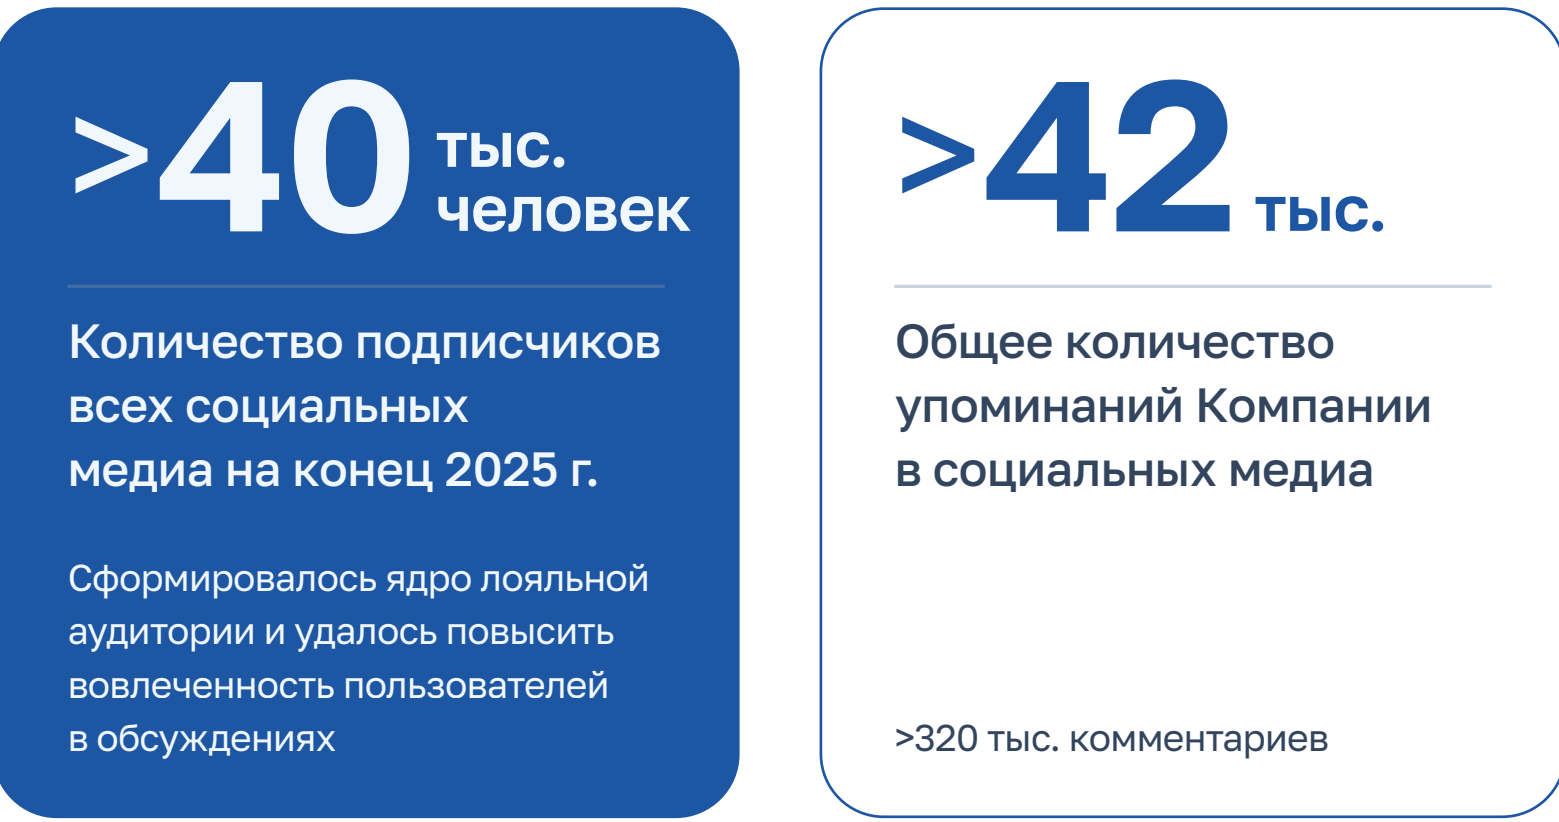 >40 тыс.
человек
Количество подписчиков
всех социальных
медиа на конец 2025 г.
Сформировалось ядро лояльной
аудитории и удалось повысить
вовлеченность пользователей
в обсуждениях
>42 тыс.
Общее количество
упоминаний Компании
в социальных медиа
>320 тыс. комментариев